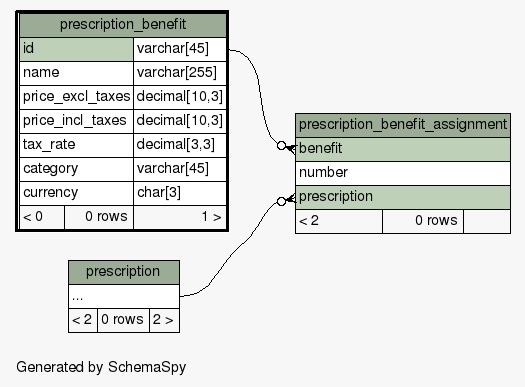 prescription_benefit
id varchar[45]
name varchar[255]
price_excl_taxes decimal[10,3]
price_incl_taxes decimal[10,3]
tax_rate decimal[3,3]
category varchar[45]
currency char[3]
< 0 0 rows 1 >
prescription_benefit_assignment
benefit
number
prescription
< 2 0 rows
prescription
...
< 2 0 rows 2 >
Generated by SchemaSpy